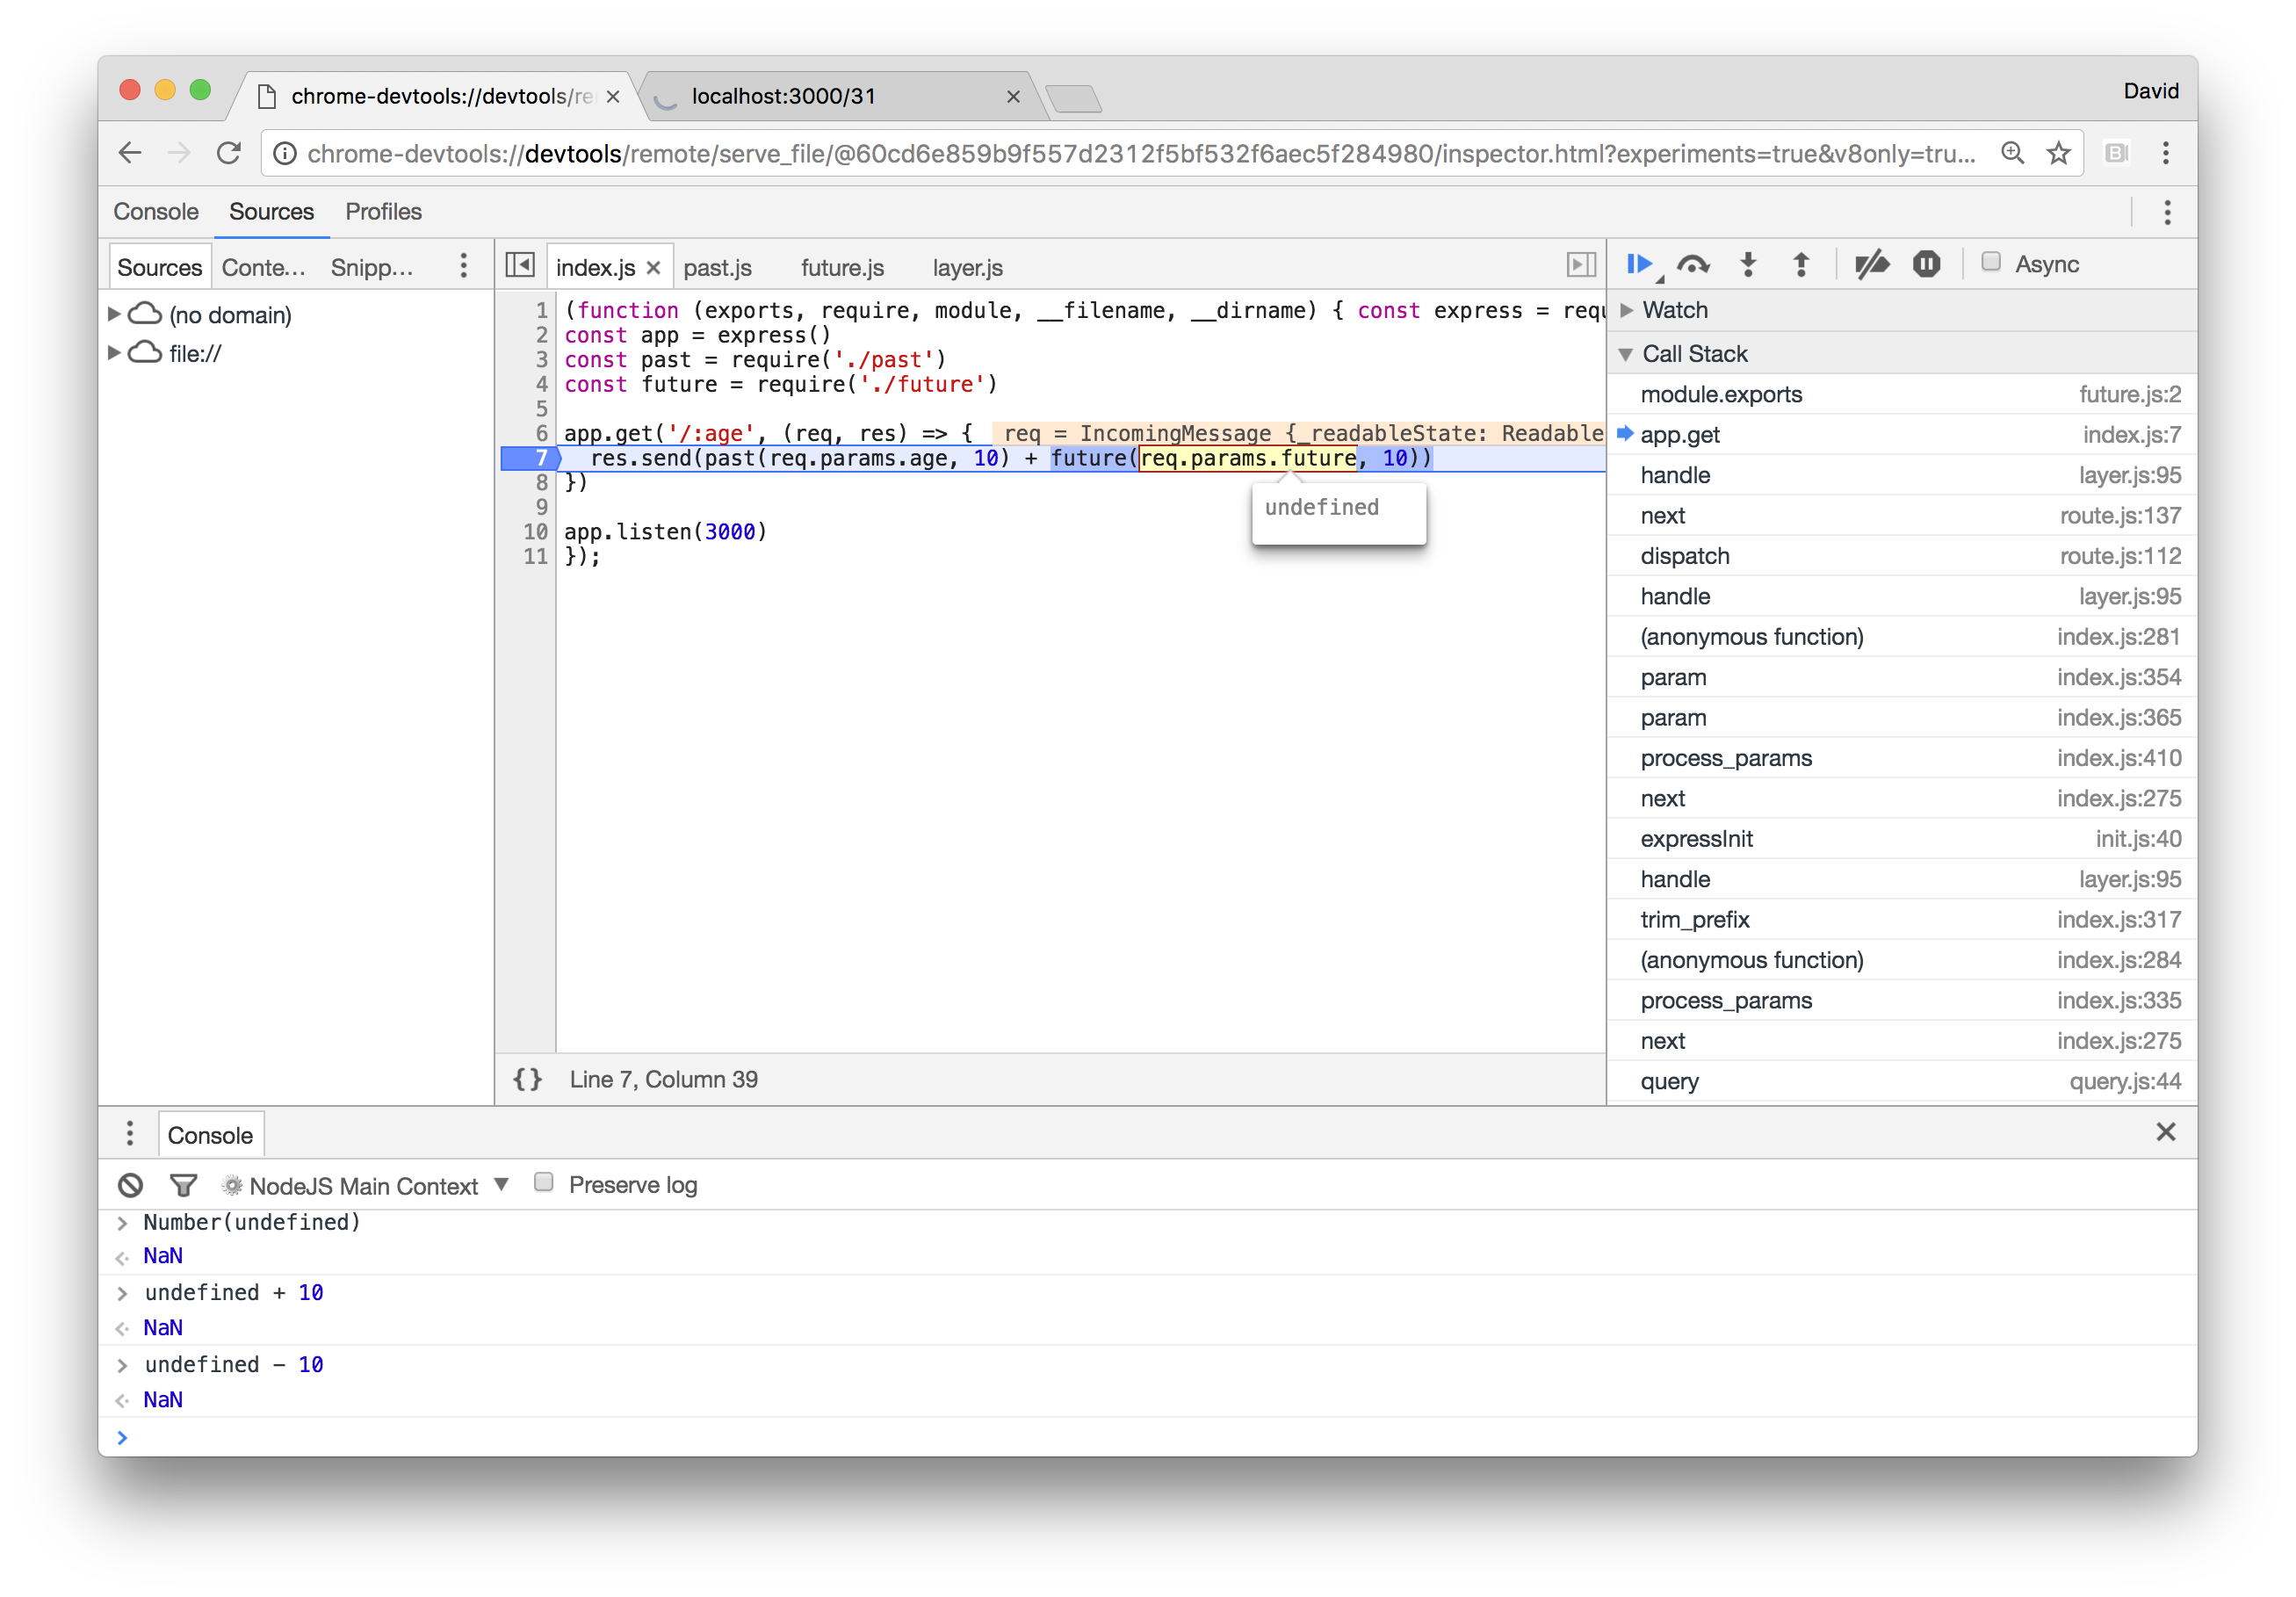 chrome-devtools://devtools/re
localhost:3000/31
David
chrome-devtools://devtools/remote/serve_file/@60cd6e859b9f557d2312f5bf532f6aec5f284980/inspector.html?experiments=true&v8only=tru...
Console Sources Profiles
Sources Conte... Snipp...
(no domain)
file://
index.js past.js future.js layer.js
1 (function (exports, require, module, __filename, __dirname) { const express = requ
2 const app = express()
3 const past = require('./past')
4 const future = require('./future')
5
6 app.get('/:age', (req, res) => { req = IncomingMessage {_readableState: Readable
7 res.send(past(req.params.age, 10) + future(req.params.future, 10))
8 })
undefined
9
10 app.listen(3000)
11 });
{} Line 7, Column 39
Async
Watch
Call Stack
module.exports future.js:2
app.get index.js:7
handle layer.js:95
next route.js:137
dispatch route.js:112
handle layer.js:95
(anonymous function) index.js:281
param index.js:354
param index.js:365
process_params index.js:410
next index.js:275
expressInit init.js:40
handle layer.js:95
trim_prefix index.js:317
(anonymous function) index.js:284
process_params index.js:335
next index.js:275
query query.js:44
Console
NodeJS Main Context ▼ Preserve log
> Number(undefined)
NaN
> undefined + 10
NaN
> undefined - 10
NaN
>